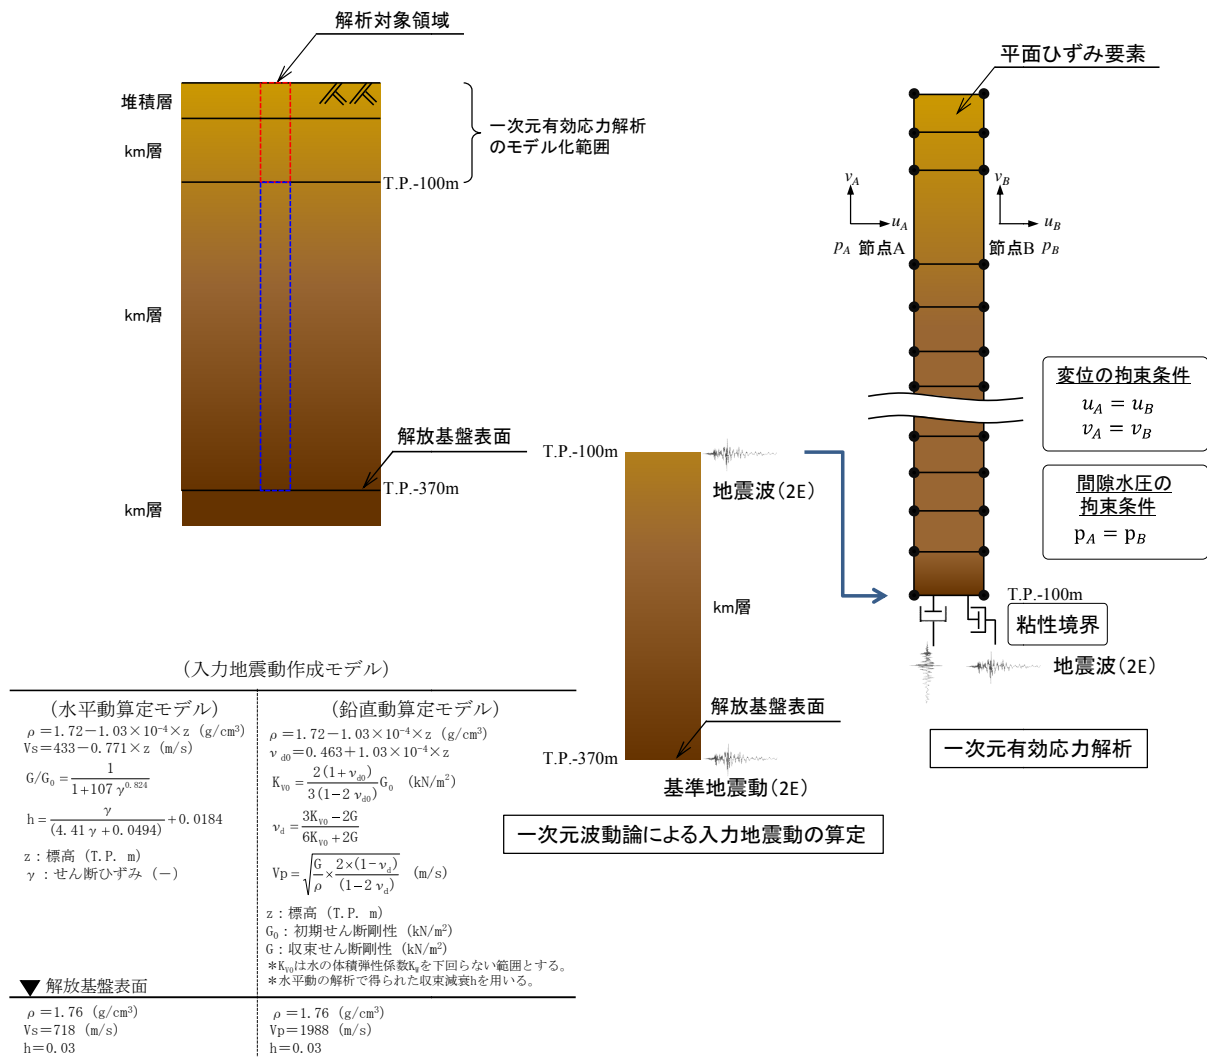 解析対象領域
堆積層
km層
一次元有効応力解析
のモデル化範囲
T.P.-100m
km層
解放基盤表面
T.P.-370m
km層
平面ひずみ要素
v_A
u_A
p_A 節点A
v_B
u_B
節点B p_B
変位の拘束条件
u_A = u_B
v_A = v_B
間隙水圧の
拘束条件
p_A = p_B
T.P.-100m
粘性境界
地震波(2E)
一次元有効応力解析
T.P.-100m
地震波(2E)
km層
解放基盤表面
T.P.-370m
基準地震動(2E)
一次元波動論による入力地震動の算定
(入力地震動作成モデル)
(水平動算定モデル)
ρ=1.72-1.03×10⁻⁴×z (g/cm³)
Vs=433-0.771×z (m/s)
G/G₀=1/(1+107γ^0.824)
h=γ/(4.41γ+0.0494)+0.0184
z:標高 (T.P. m)
γ:せん断ひずみ (-)
(鉛直動算定モデル)
ρ=1.72-1.03×10⁻⁴×z (g/cm³)
ν_d0=0.463+1.03×10⁻⁴×z
K_V0=2(1+ν_d0)/3(1-2ν_d0) G₀ (kN/m²)
ν_d=(3K_V0-2G)/(6K_V0+2G)
Vp=√(G/ρ×2×(1-ν_d)/(1-2ν_d)) (m/s)
z:標高 (T.P. m)
G₀:初期せん断剛性 (kN/m²)
G:収束せん断剛性 (kN/m²)
*K_V0は水の体積弾性係数K_Wを下回らない範囲とする。
*水平動の解析で得られた収束減衰hを用いる。
▼解放基盤表面
ρ=1.76 (g/cm³)
Vs=718 (m/s)
h=0.03
ρ=1.76 (g/cm³)
Vp=1988 (m/s)
h=0.03